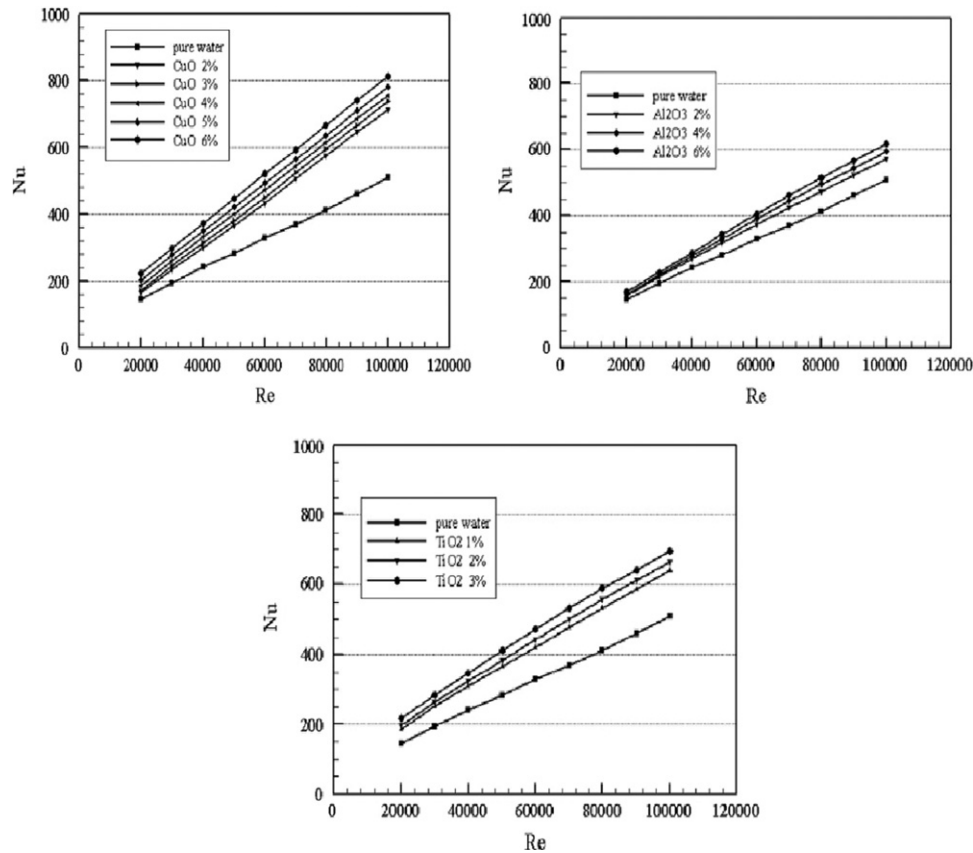 1000
800
600
400
200
0
Nu
pure water
CuO 2%
CuO 3%
CuO 4%
CuO 5%
CuO 6%
0 20000 40000 60000 80000 100000 120000
Re
1000
800
600
400
200
0
Nu
pure water
Al2O3 2%
Al2O3 4%
Al2O3 6%
0 20000 40000 60000 80000 100000 120000
Re
1000
800
600
400
200
0
Nu
pure water
TiO2 1%
TiO2 2%
TiO2 3%
0 20000 40000 60000 80000 100000 120000
Re